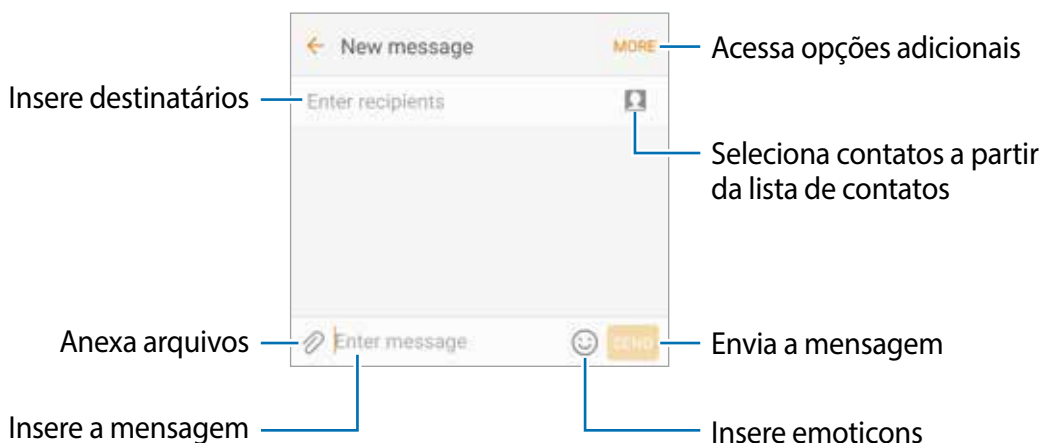 New message
MORE
Acessa opções adicionais
Insere destinatários
Enter recipients
Seleciona contatos a partir
da lista de contatos
Anexa arquivos
Enter message
SEND
Envia a mensagem
Insere a mensagem
Insere emoticons